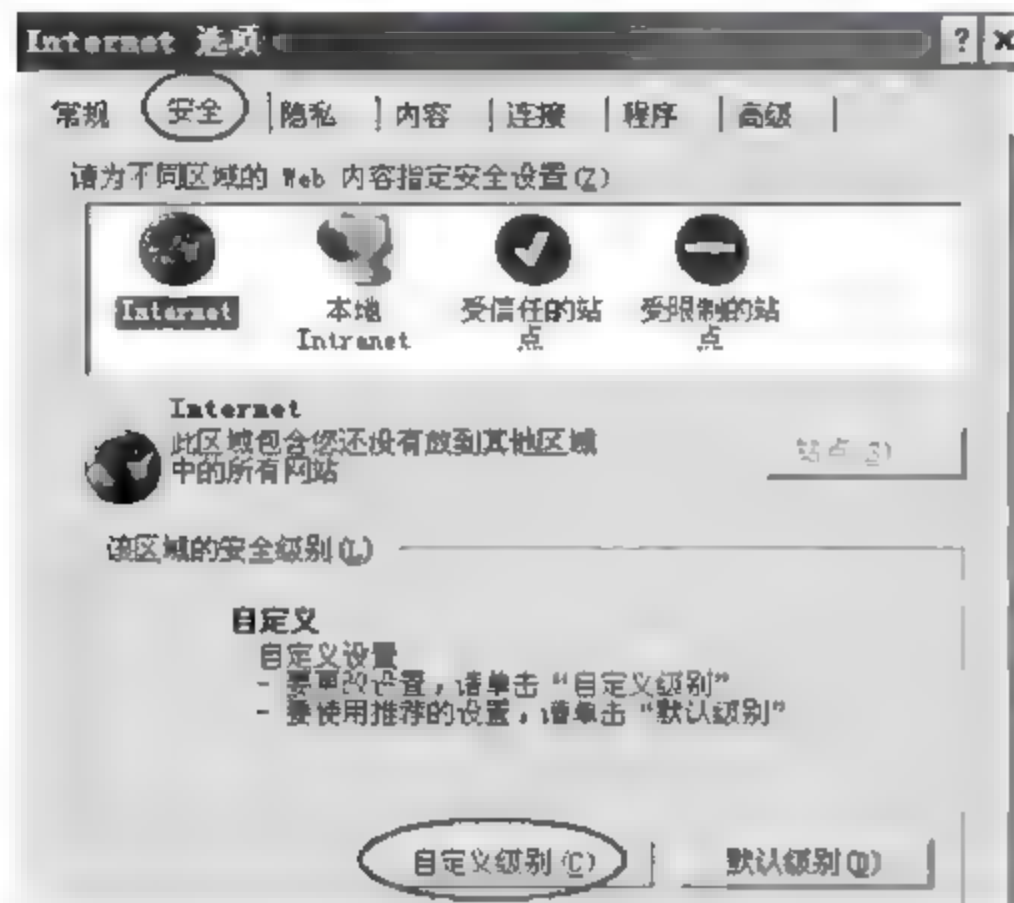 Internet 选项
? ×
常规 安全 隐私 内容 连接 程序 高级
请为不同区域的 Web 内容指定安全设置(Z)
Internet 本地 受信任的站 受限制的站
Intranet 点 点
Internet
此区域包含您还没有放到其他区域
中的所有网站
站点(S)
该区域的安全级别(L)
自定义
自定义设置
- 要更改设置，请单击“自定义级别”
- 要使用推荐的设置，请单击“默认级别”
自定义级别(C) 默认级别(D)